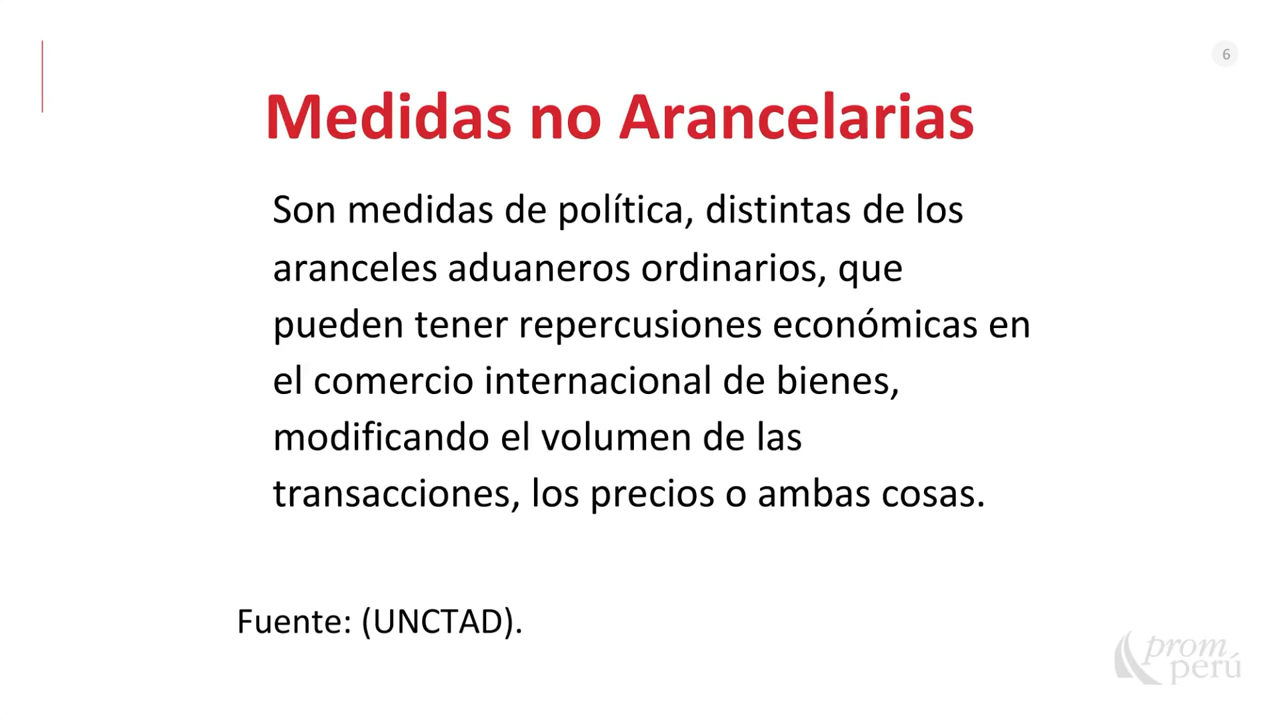 6
Medidas no Arancelarias
Son medidas de política, distintas de los
aranceles aduaneros ordinarios, que
pueden tener repercusiones económicas en
el comercio internacional de bienes,
modificando el volumen de las
transacciones, los precios o ambas cosas.
Fuente: (UNCTAD).
prom
perú